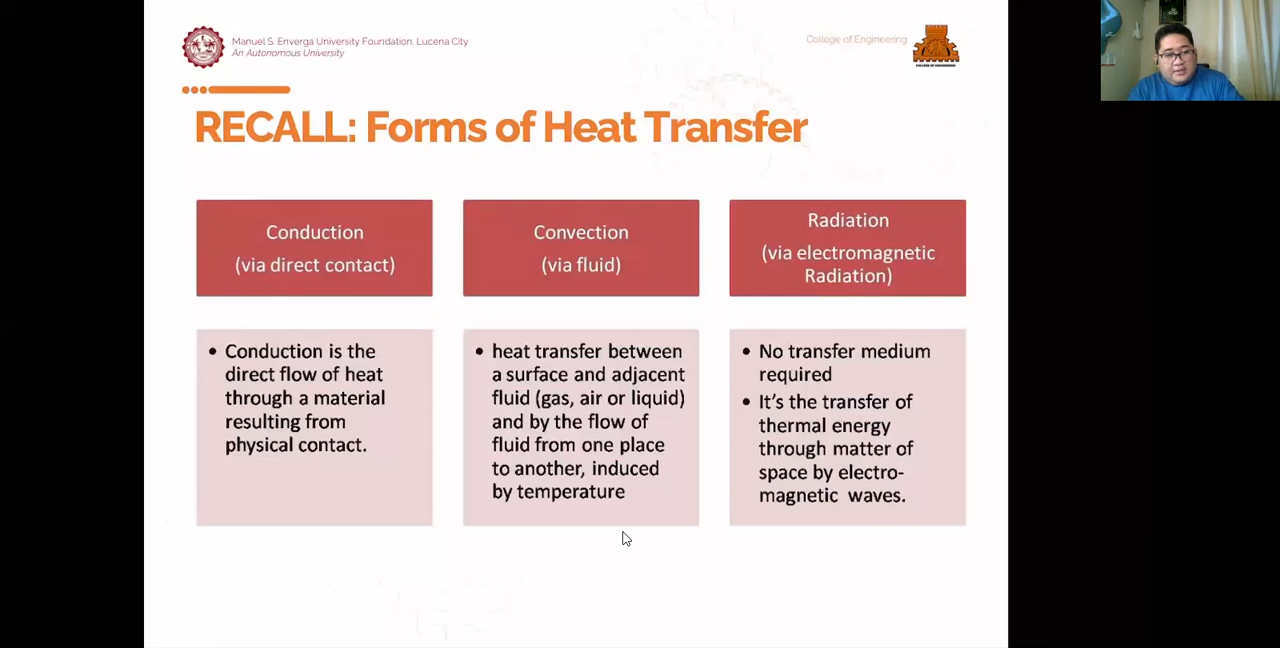 Manuel S. Enverga University Foundation, Lucena City
An Autonomous University
College of Engineering
COLLEGE OF ENGINEERING
RECALL: Forms of Heat Transfer
Conduction
(via direct contact)
Convection
(via fluid)
Radiation
(via electromagnetic
Radiation)
• Conduction is the
direct flow of heat
through a material
resulting from
physical contact.
• heat transfer between
a surface and adjacent
fluid (gas, air or liquid)
and by the flow of
fluid from one place
to another, induced
by temperature
• No transfer medium
required
• It’s the transfer of
thermal energy
through matter of
space by electro-
magnetic waves.